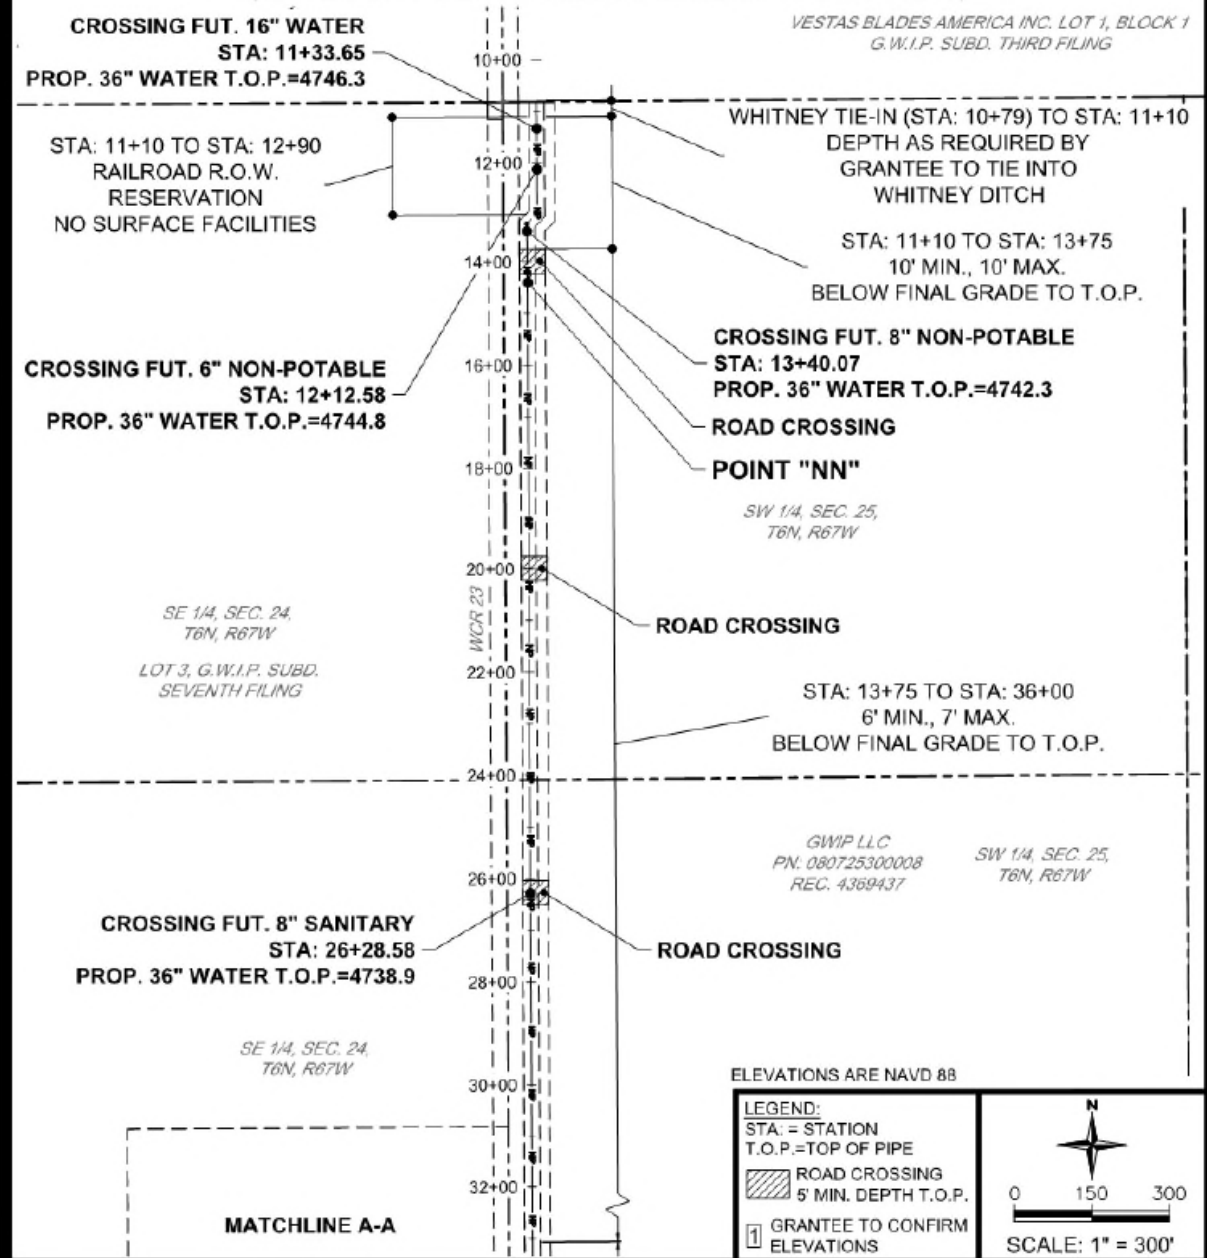 CROSSING FUT. 16" WATER
STA: 11+33.65
PROP. 36" WATER T.O.P.=4746.3
VESTAS BLADES AMERICA INC. LOT 1, BLOCK 1
G.W.I.P. SUBD. THIRD FILING
10+00
STA: 11+10 TO STA: 12+90
RAILROAD R.O.W.
RESERVATION
NO SURFACE FACILITIES
12+00
WHITNEY TIE-IN (STA: 10+79) TO STA: 11+10
DEPTH AS REQUIRED BY
GRANTEE TO TIE INTO
WHITNEY DITCH
STA: 11+10 TO STA: 13+75
10' MIN., 10' MAX.
BELOW FINAL GRADE TO T.O.P.
14+00
CROSSING FUT. 6" NON-POTABLE
STA: 12+12.58
PROP. 36" WATER T.O.P.=4744.8
16+00
CROSSING FUT. 8" NON-POTABLE
STA: 13+40.07
PROP. 36" WATER T.O.P.=4742.3
ROAD CROSSING
POINT "NN"
18+00
SW 1/4, SEC. 25,
T6N, R67W
20+00
WCR 23
ROAD CROSSING
SE 1/4, SEC. 24,
T6N, R67W
LOT 3, G.W.I.P. SUBD.
SEVENTH FILING
22+00
STA: 13+75 TO STA: 36+00
6' MIN., 7' MAX.
BELOW FINAL GRADE TO T.O.P.
24+00
GWIP LLC
PN: 080725300008
REC. 4369437
SW 1/4, SEC. 25,
T6N, R67W
26+00
CROSSING FUT. 8" SANITARY
STA: 26+28.58
PROP. 36" WATER T.O.P.=4738.9
ROAD CROSSING
28+00
SE 1/4, SEC. 24,
T6N, R67W
30+00
32+00
MATCHLINE A-A
ELEVATIONS ARE NAVD 88
LEGEND:
STA: = STATION
T.O.P.=TOP OF PIPE
ROAD CROSSING
5' MIN. DEPTH T.O.P.
1 GRANTEE TO CONFIRM
ELEVATIONS
N
0 150 300
SCALE: 1" = 300'